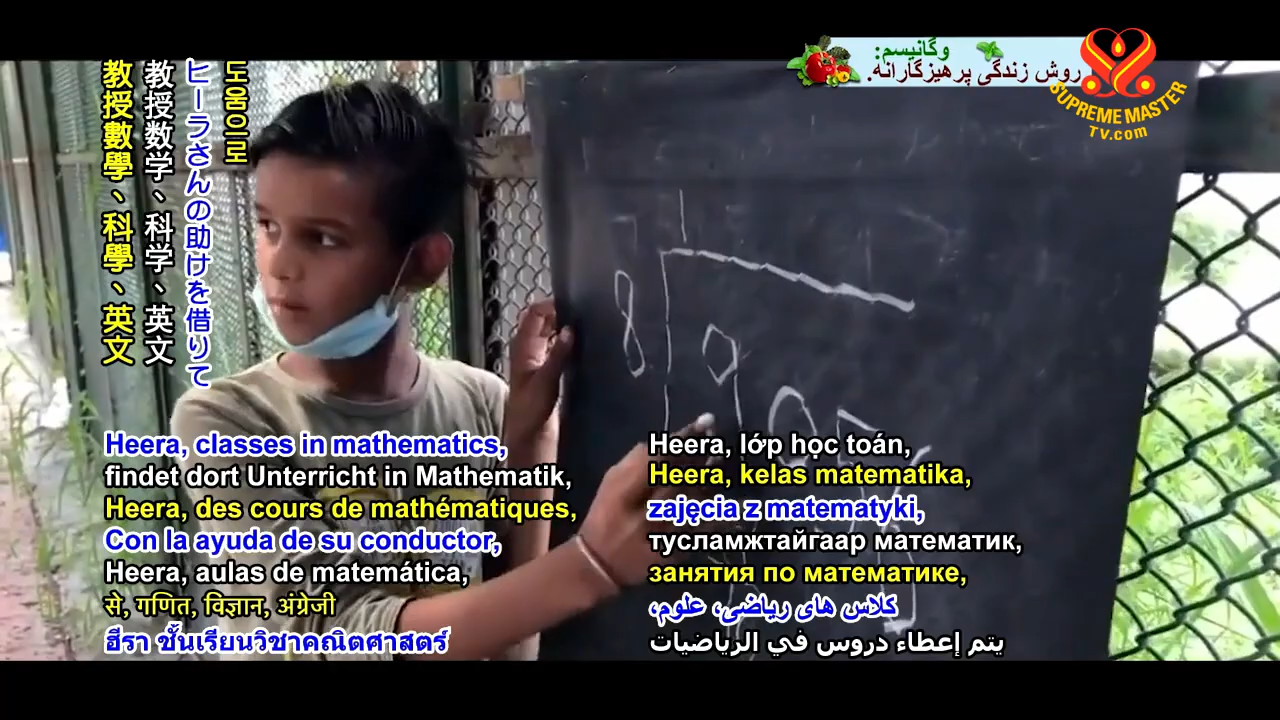 وگانیسم:
روش زندگی پرهیزگارانه.
SUPREME MASTER
TV.com
教授數學、科學、英文
教授数学、科学、英文
ヒーラさんの助けを借りて
도움으로
1
8
9
Heera, classes in mathematics,
findet dort Unterricht in Mathematik,
Heera, des cours de mathématiques,
Con la ayuda de su conductor,
Heera, aulas de matemática,
से, गणित, विज्ञान, अंग्रेजी
ฮีรา ชั้นเรียนวิชาคณิตศาสตร์
Heera, lớp học toán,
Heera, kelas matematika,
zajęcia z matematyki,
тусламжтайгаар математик,
занятия по математике,
کلاس های ریاضی، علوم،
يتم إعطاء دروس في الرياضيات